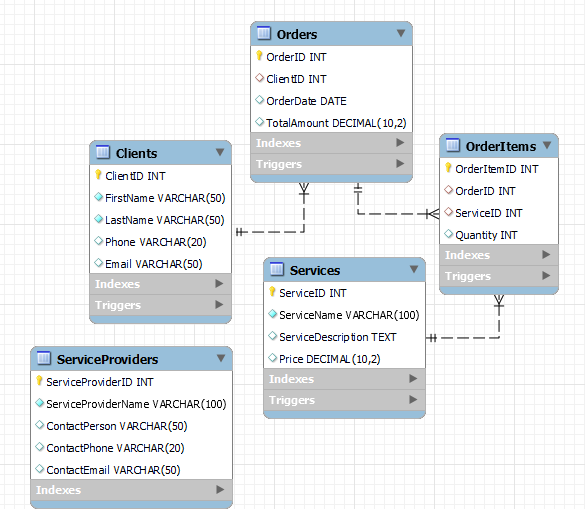 Orders
OrderID INT
ClientID INT
OrderDate DATE
TotalAmount DECIMAL(10,2)
Indexes
Triggers
Clients
ClientID INT
FirstName VARCHAR(50)
LastName VARCHAR(50)
Phone VARCHAR(20)
Email VARCHAR(50)
Indexes
Triggers
OrderItems
OrderItemID INT
OrderID INT
ServiceID INT
Quantity INT
Indexes
Triggers
Services
ServiceID INT
ServiceName VARCHAR(100)
ServiceDescription TEXT
Price DECIMAL(10,2)
Indexes
Triggers
ServiceProviders
ServiceProviderID INT
ServiceProviderName VARCHAR(100)
ContactPerson VARCHAR(50)
ContactPhone VARCHAR(20)
ContactEmail VARCHAR(50)
Indexes